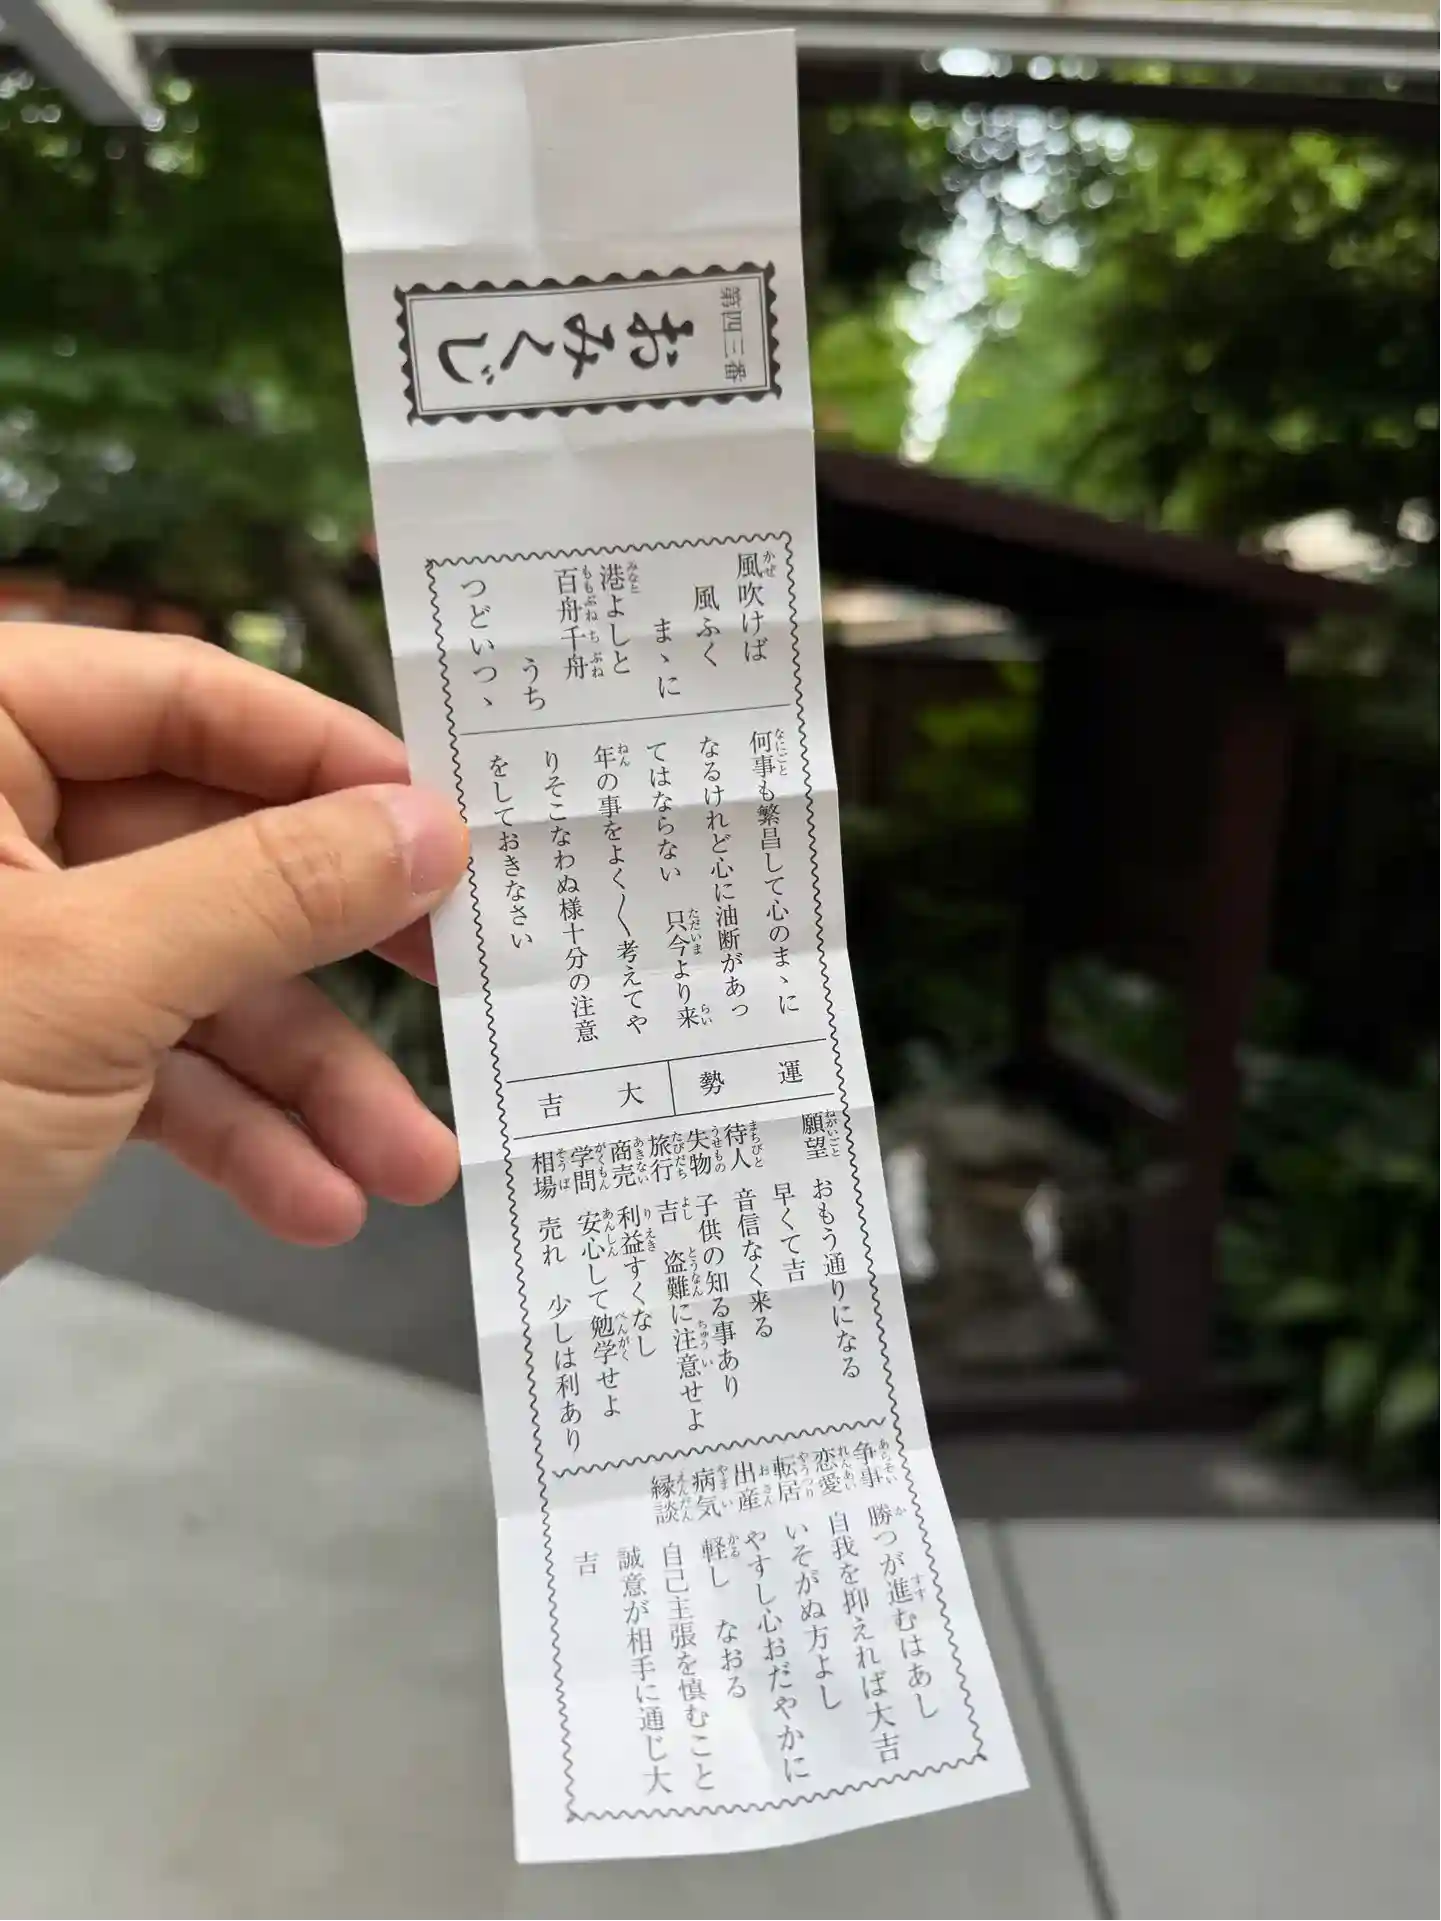 第四三番
おみくじ
風吹けば
風ふく
まゝに
港よしと
百舟千舟
うち
つどいつゝ
何事も繁昌して心のまゝに
なるけれど心に油断があっ
てはならない　只今より来
年の事をよく〳〵考えてや
りそこなわぬ様十分の注意
をしておきなさい
運勢　大吉
願望　おもう通りになる
早くて吉
待人　音信なく来る
失物　子供の知る事あり
旅行　吉　盗難に注意せよ
商売　利益すくなし
学問　安心して勉学せよ
相場　売れ　少しは利あり
争事　勝つが進むはあし
恋愛　自我を抑えれば大吉
転居　いそがぬ方よし
出産　やすし心おだやかに
病気　軽し　なおる
縁談　自己主張を慎むこと
誠意が相手に通じ大
吉